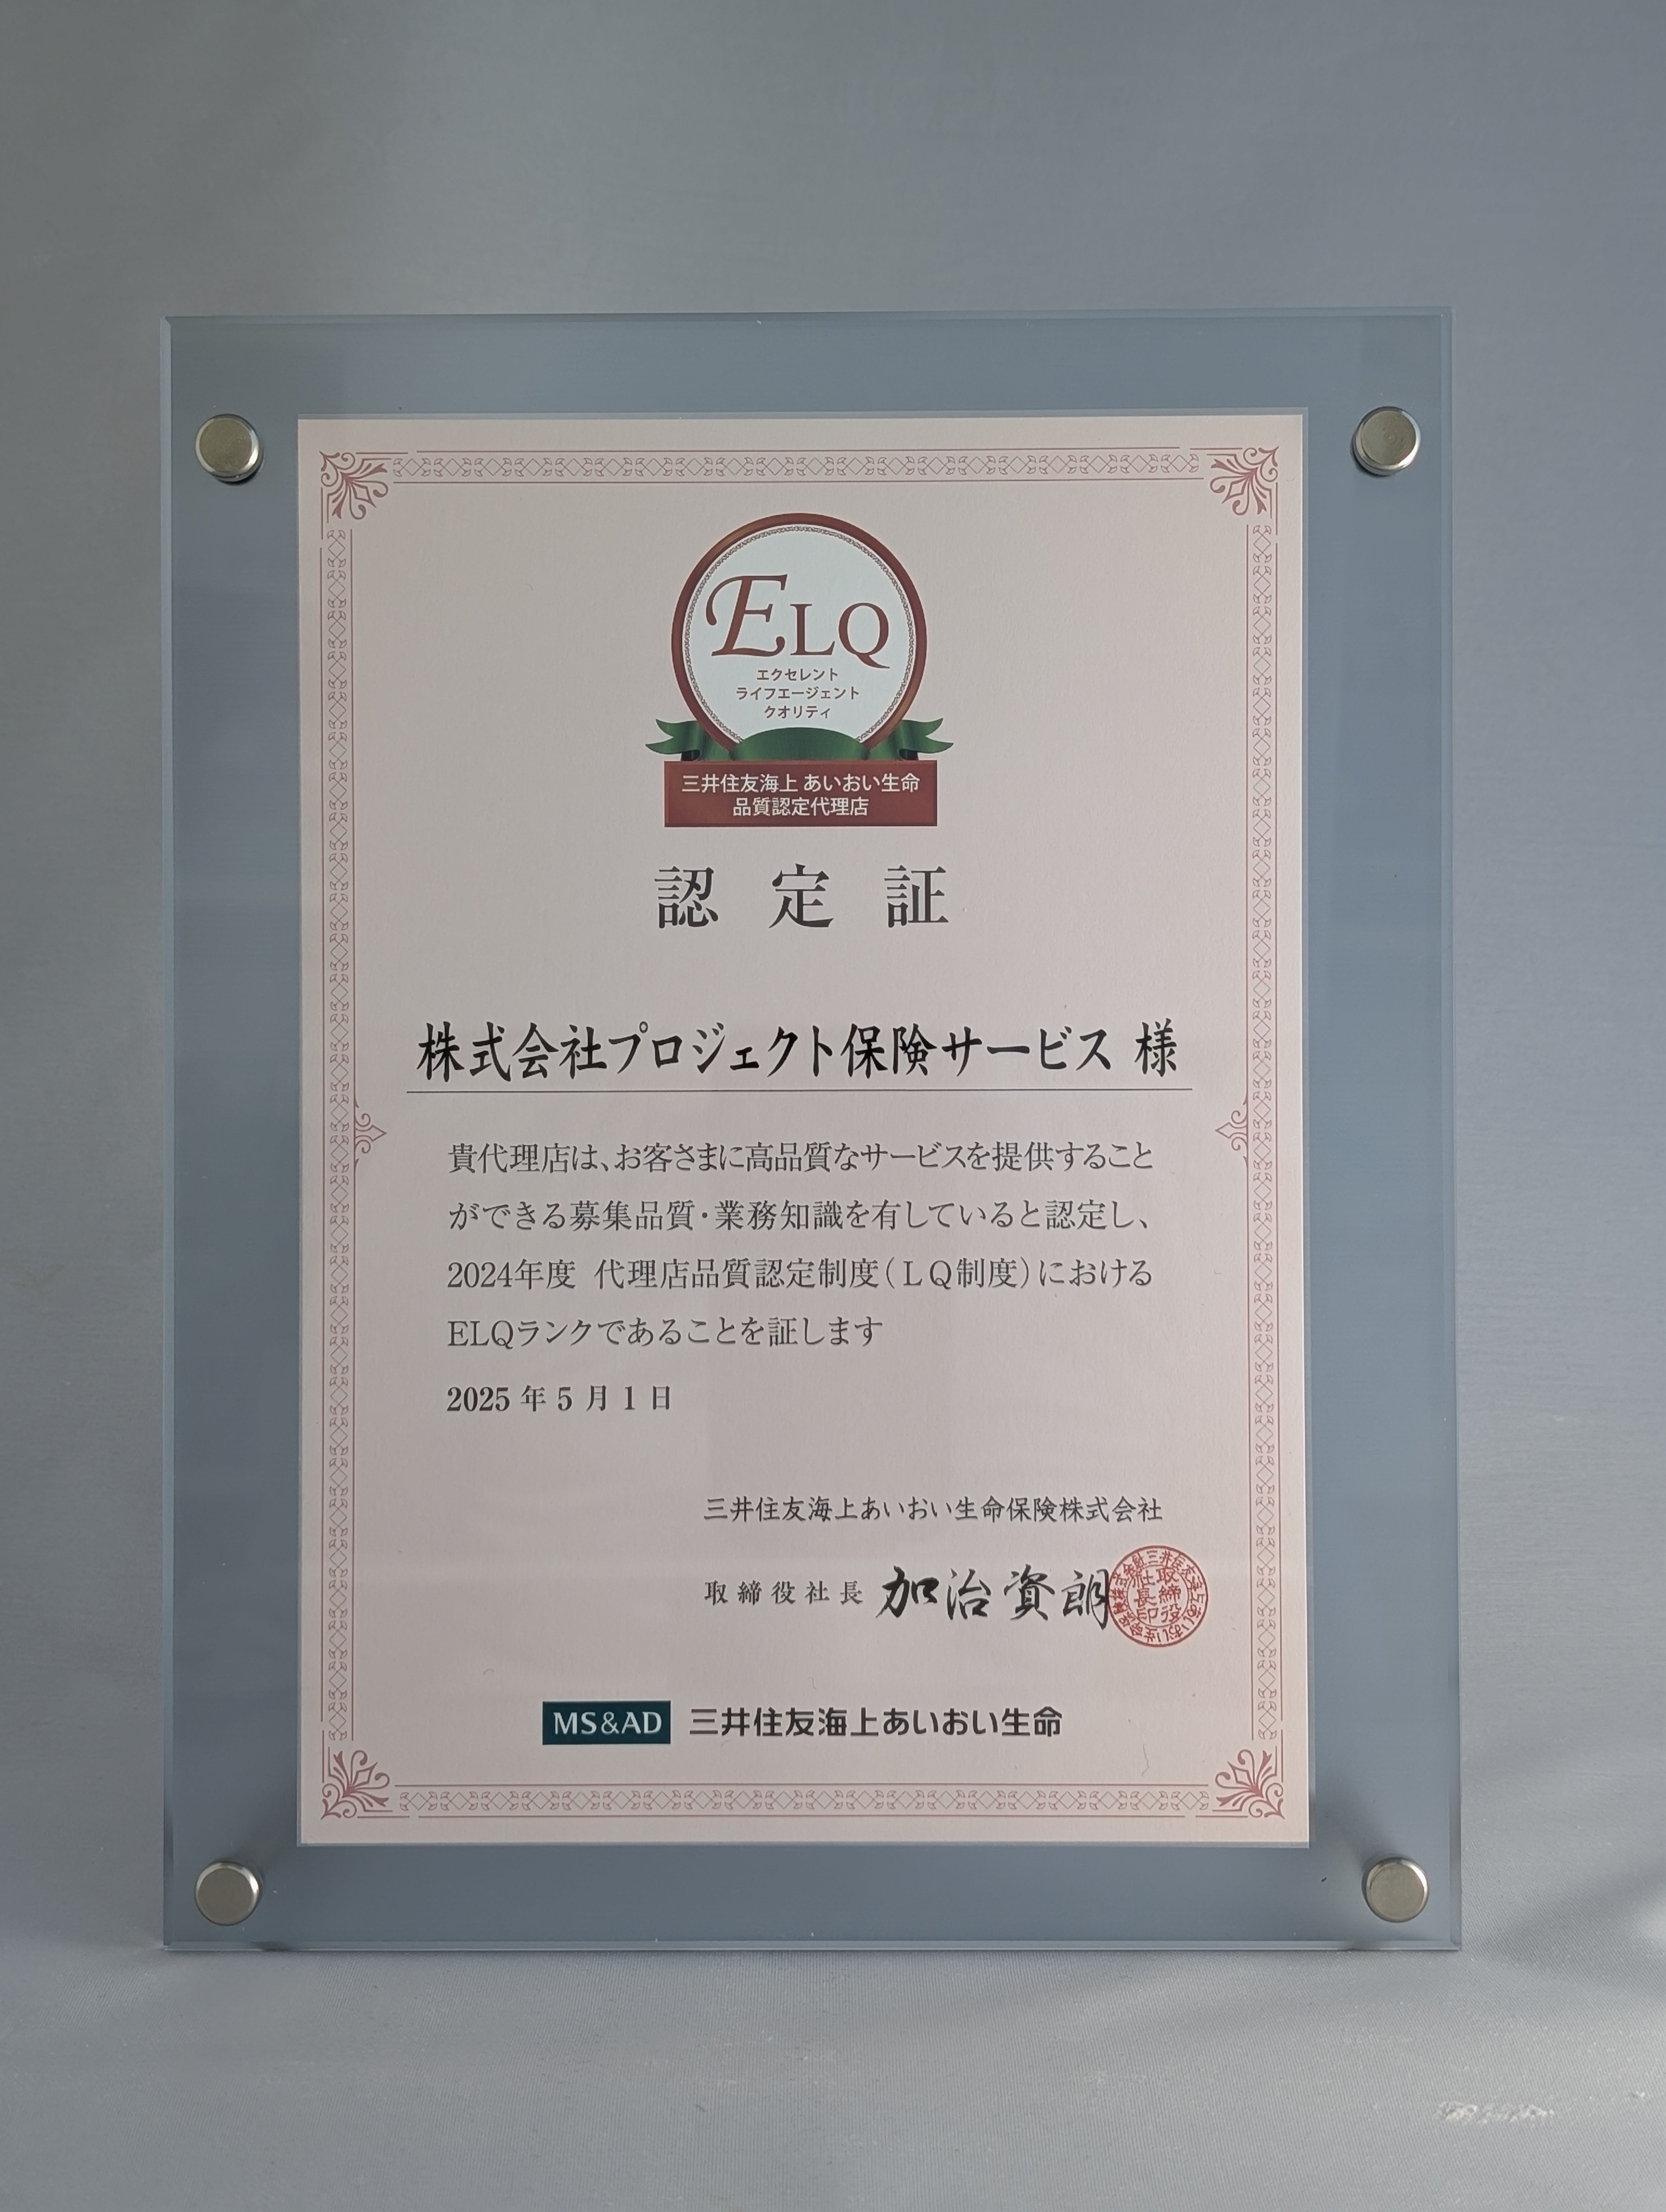 ELQ
エクセレント
ライフエージェント
クオリティ
三井住友海上 あいおい生命
品質認定代理店
認定証
株式会社プロジェクト保険サービス 様
貴代理店は、お客さまに高品質なサービスを提供すること
ができる募集品質・業務知識を有していると認定し、
2024年度 代理店品質認定制度(LQ制度)における
ELQランクであることを証します
2025年5月1日
三井住友海上あいおい生命保険株式会社
取締役社長 加治資朗
取締役
社長印
MS&AD 三井住友海上あいおい生命